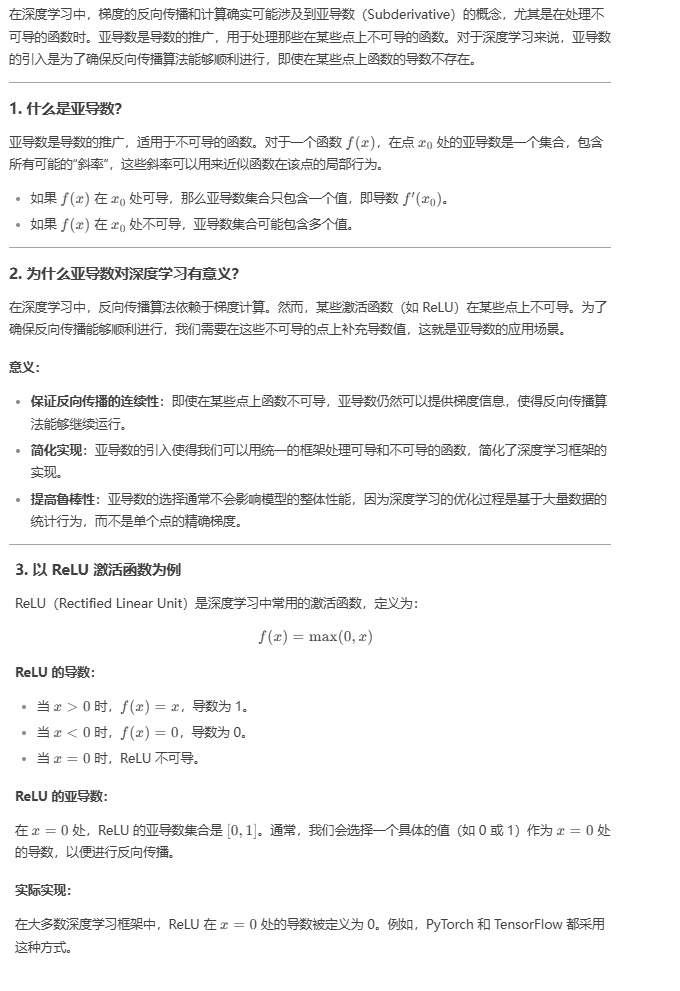 在深度学习中，梯度的反向传播和计算确实可能涉及到亚导数（Subderivative）的概念，尤其是在处理不
可导的函数时。亚导数是导数的推广，用于处理那些在某些点上不可导的函数。对于深度学习来说，亚导数
的引入是为了确保反向传播算法能够顺利进行，即使在某些点上函数的导数不存在。
1. 什么是亚导数？
亚导数是导数的推广，适用于不可导的函数。对于一个函数 f(x)，在点 x₀ 处的亚导数是一个集合，包含
所有可能的“斜率”，这些斜率可以用来近似函数在该点的局部行为。
• 如果 f(x) 在 x₀ 处可导，那么亚导数集合只包含一个值，即导数 f′(x₀)。
• 如果 f(x) 在 x₀ 处不可导，亚导数集合可能包含多个值。
2. 为什么亚导数对深度学习有意义？
在深度学习中，反向传播算法依赖于梯度计算。然而，某些激活函数（如 ReLU）在某些点上不可导。为了
确保反向传播能够顺利进行，我们需要在这些不可导的点上补充导数值，这就是亚导数的应用场景。
意义：
• 保证反向传播的连续性：即使在某些点上函数不可导，亚导数仍然可以提供梯度信息，使得反向传播算
法能够继续运行。
• 简化实现：亚导数的引入使得我们可以用统一的框架处理可导和不可导的函数，简化了深度学习框架的
实现。
• 提高鲁棒性：亚导数的选择通常不会影响模型的整体性能，因为深度学习的优化过程是基于大量数据的
统计行为，而不是单个点的精确梯度。
3. 以 ReLU 激活函数为例
ReLU（Rectified Linear Unit）是深度学习中常用的激活函数，定义为：
f(x) = max(0, x)
ReLU 的导数：
• 当 x > 0 时，f(x) = x，导数为 1。
• 当 x < 0 时，f(x) = 0，导数为 0。
• 当 x = 0 时，ReLU 不可导。
ReLU 的亚导数：
在 x = 0 处，ReLU 的亚导数集合是 [0, 1]。通常，我们会选择一个具体的值（如 0 或 1）作为 x = 0 处
的导数，以便进行反向传播。
实际实现：
在大多数深度学习框架中，ReLU 在 x = 0 处的导数被定义为 0。例如，PyTorch 和 TensorFlow 都采用
这种方式。